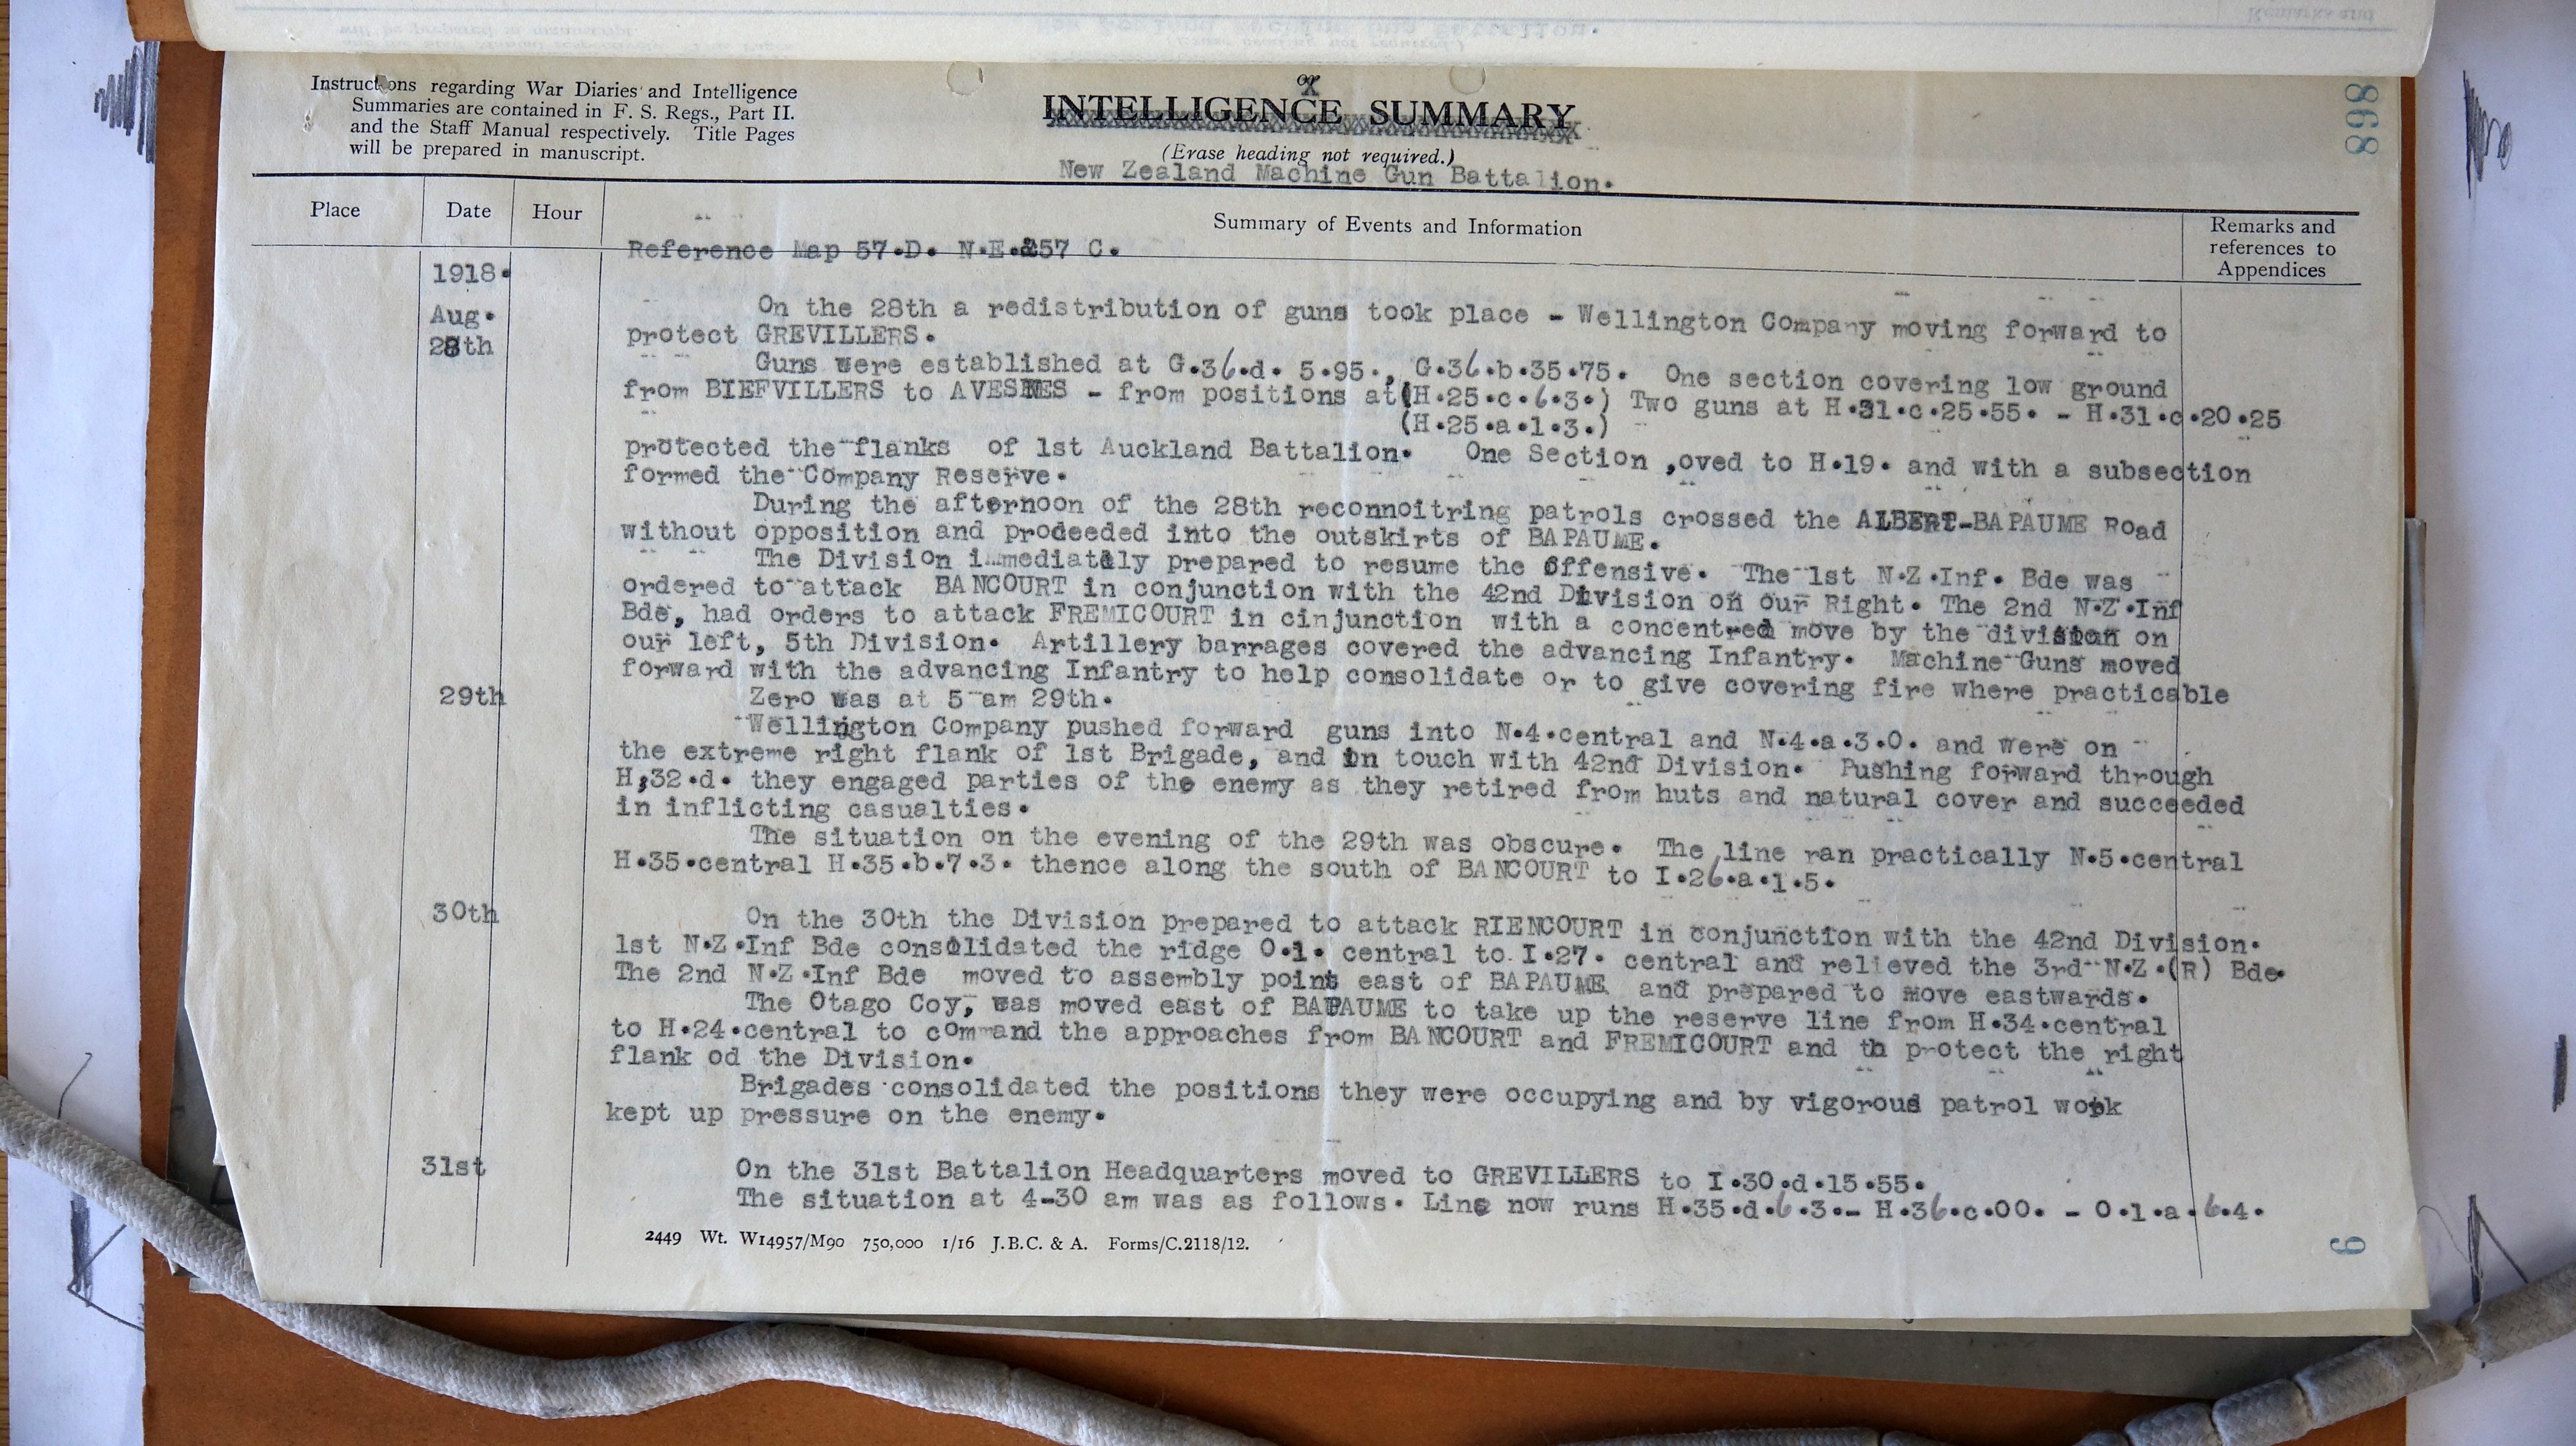 Instructions regarding War Diaries and Intelligence
Summaries are contained in F. S. Regs., Part II.
and the Staff Manual respectively. Title Pages
will be prepared in manuscript.
or
INTELLIGENCE SUMMARY
(Erase heading not required.)
New Zealand Machine Gun Battalion.
868
Place Date Hour Summary of Events and Information Remarks and references to Appendices
Reference Map 57.D. N.E.&57 C.
1918.
Aug.
28th
On the 28th a redistribution of guns took place - Wellington Company moving forward to
protect GREVILLERS.
Guns were established at G.36.d. 5.95., G.36.b.35.75. One section covering low ground
from BIEFVILLERS to AVESNES - from positions at (H.25.c.6.3.) Two guns at H.31.c.25.55. - H.31.c.20.25
(H.25.a.1.3.)
protected the flanks of 1st Auckland Battalion. One Section ,oved to H.19. and with a subsection
formed the Company Reserve.
During the afternoon of the 28th reconnoitring patrols crossed the ALBERT-BAPAUME Road
without opposition and prodeeded into the outskirts of BAPAUME.
The Division immediately prepared to resume the offensive. The 1st N.Z.Inf. Bde was
ordered to attack BANCOURT in conjunction with the 42nd Division on our Right. The 2nd N.Z.Inf
Bde, had orders to attack FREMICOURT in cinjunction with a concentred move by the division on
our left, 5th Division. Artillery barrages covered the advancing Infantry. Machine Guns moved
forward with the advancing Infantry to help consolidate or to give covering fire where practicable
29th Zero was at 5 am 29th.
Wellington Company pushed forward guns into N.4.central and N.4.a.3.0. and were on
the extreme right flank of 1st Brigade, and in touch with 42nd Division. Pushing forward through
H,32.d. they engaged parties of the enemy as they retired from huts and natural cover and succeeded
in inflicting casualties.
The situation on the evening of the 29th was obscure. The line ran practically N.5.central
H.35.central H.35.b.7.3. thence along the south of BANCOURT to I.26.a.1.5.
30th On the 30th the Division prepared to attack RIENCOURT in conjunction with the 42nd Division.
1st N.Z.Inf Bde consolidated the ridge O.1. central to I.27. central and relieved the 3rd N.Z.(R) Bde.
The 2nd N.Z.Inf Bde moved to assembly point east of BAPAUME and prepared to move eastwards.
The Otago Coy, was moved east of BAPAUME to take up the reserve line from H.34.central
to H.24.central to command the approaches from BANCOURT and FREMICOURT and th protect the right
flank od the Division.
Brigades consolidated the positions they were occupying and by vigorous patrol work
kept up pressure on the enemy.
31st On the 31st Battalion Headquarters moved to GREVILLERS to I.30.d.15.55.
The situation at 4-30 am was as follows. Line now runs H.35.d.6.3.- H.36.c.00. - O.1.a.6.4.
2449 Wt. W14957/M90 750,000 1/16 J.B.C. & A. Forms/C.2118/12.
6